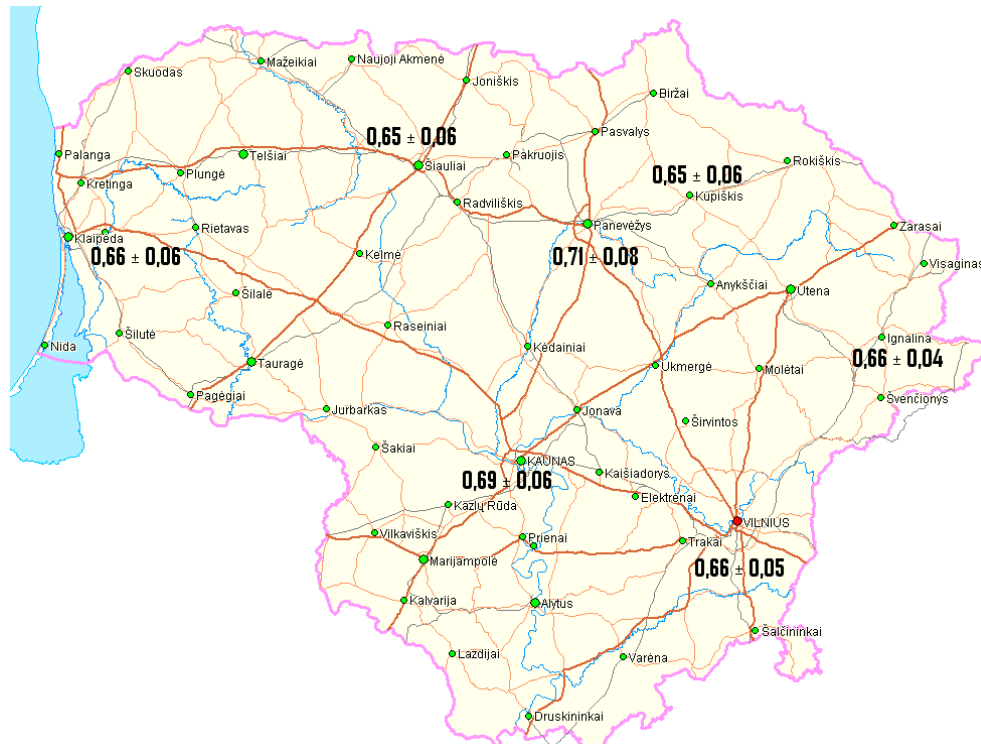 Mažeikiai
Naujoji Akmenė
Skuodas
Joniškis
Biržai
Pasvalys
0,65 ± 0,06
Palanga
Telšiai
Pakruojis
Rokiškis
Šiauliai
Plungė
0,65 ± 0,06
Kretinga
Kupiškis
Radviliškis
Rietavas
Panevėžys
Zarasai
Klaipėda
0,66 ± 0,06
Kelmė
0,71 ± 0,08
Visaginas
Anykščiai
Utena
Šilalė
Raseiniai
Šilutė
Ignalina
Nida
Kėdainiai
0,66 ± 0,04
Tauragė
Ukmergė
Molėtai
Pagėgiai
Švenčionys
Jurbarkas
Jonava
Širvintos
Šakiai
KAUNAS
Kaišiadorys
0,69 ± 0,06
Elektrėnai
Kazlų Rūda
VILNIUS
Vilkaviškis
Prienai
Trakai
Marijampolė
0,66 ± 0,05
Kalvarija
Alytus
Šalčininkai
Lazdijai
Varėna
Druskininkai